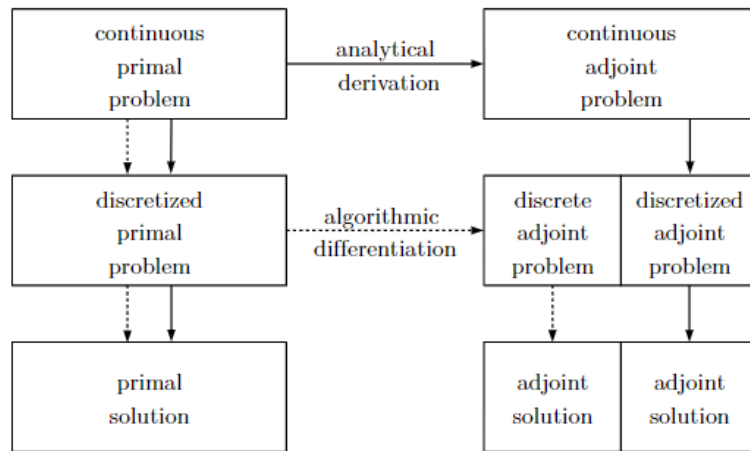 continuous
primal
problem
analytical
derivation
continuous
adjoint
problem
discretized
primal
problem
algorithmic
differentiation
discrete
adjoint
problem
discretized
adjoint
problem
primal
solution
adjoint
solution
adjoint
solution